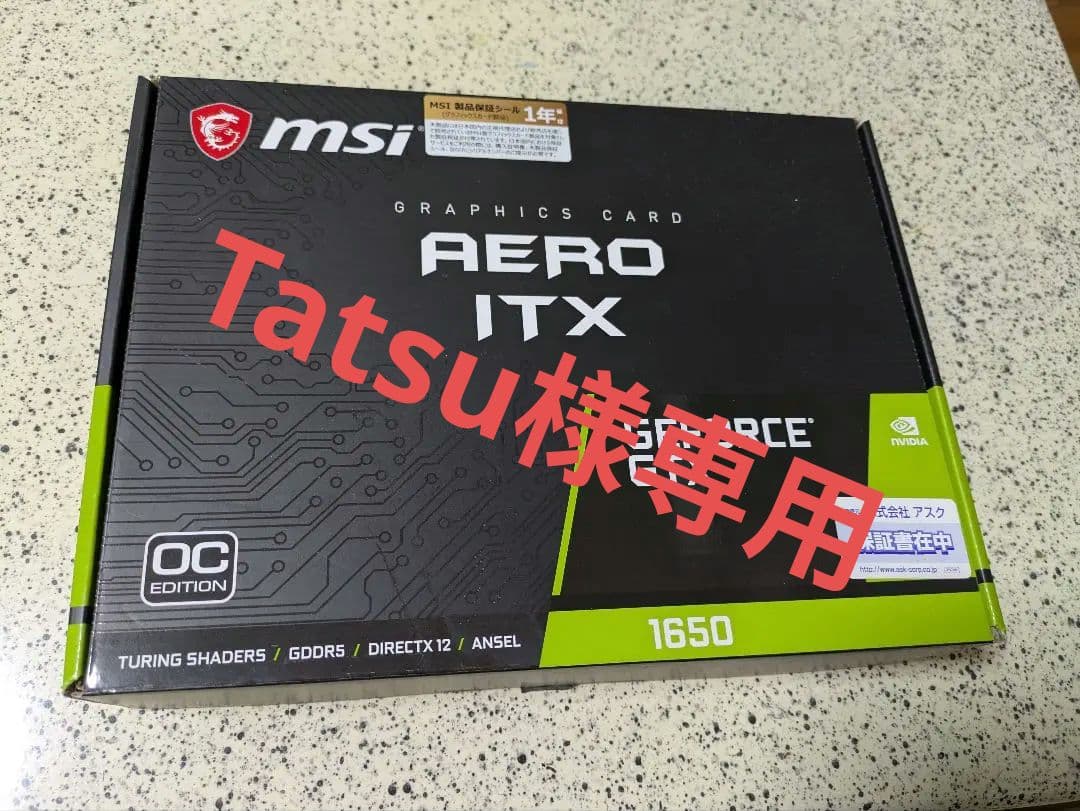 msi
MSI 製品保証シール 1年
GRAPHICS CARD
AERO
ITX
Tatsu様専用
GEFORCE®
GTX
NVIDIA
式会社 アスク
保証書在中
http://www.ask-corp.co.jp
OC
EDITION
1650
TURING SHADERS / GDDR5 / DIRECTX 12 / ANSEL